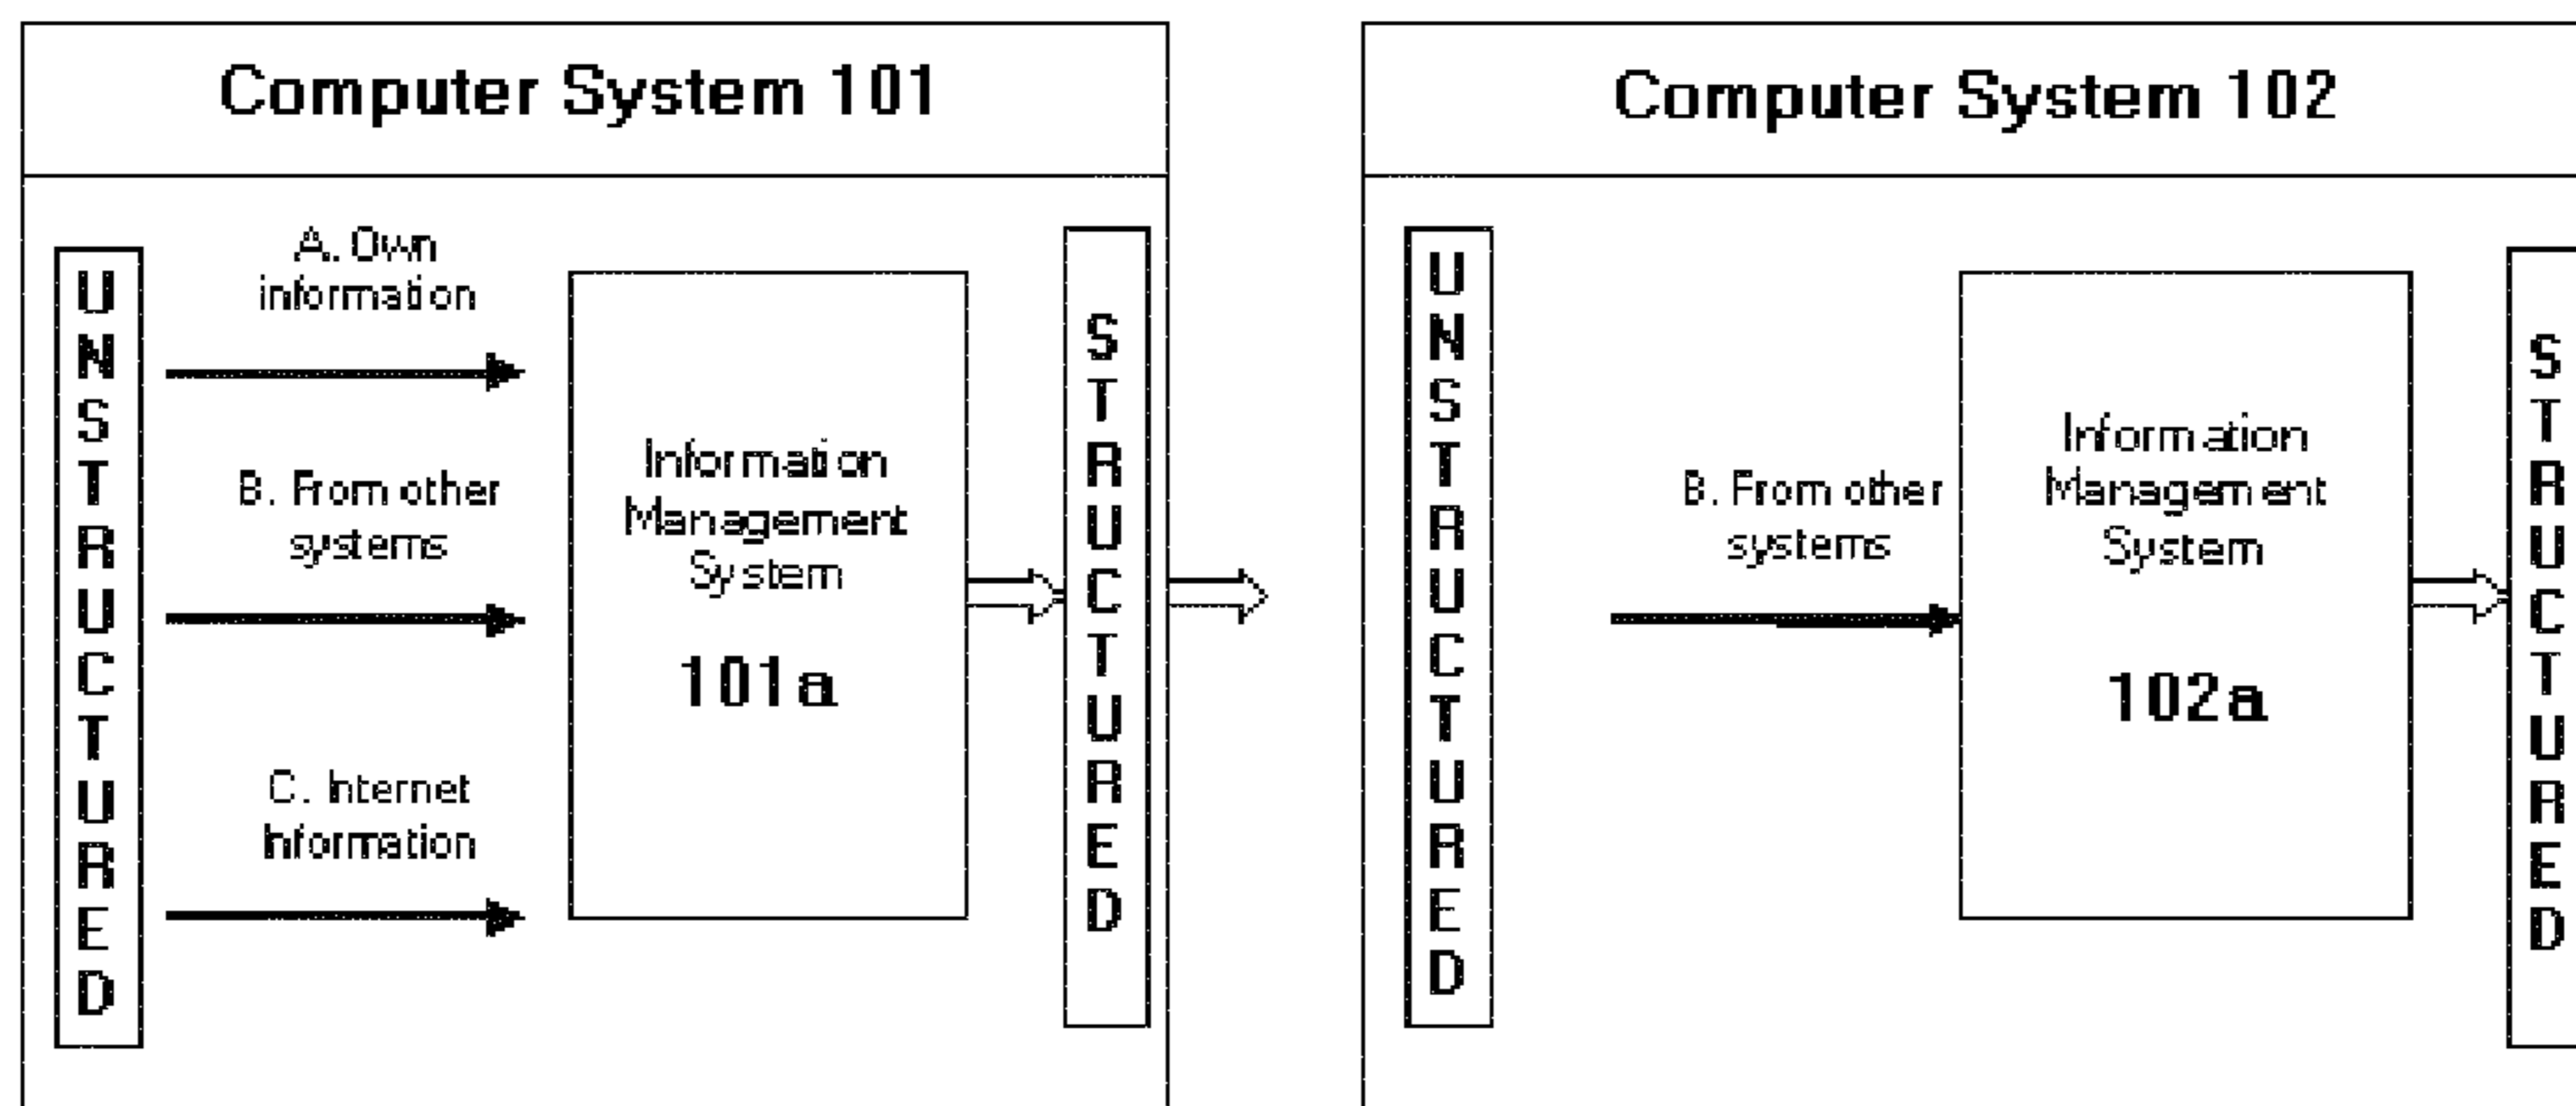 Computer System 101
UNSTRUCTURED
A. Own
information
B. From other
systems
C. Internet
Information
Information
Management
System
101a
STRUCTURED
Computer System 102
UNSTRUCTURED
B. From other
systems
Information
Management
System
102a
STRUCTURED